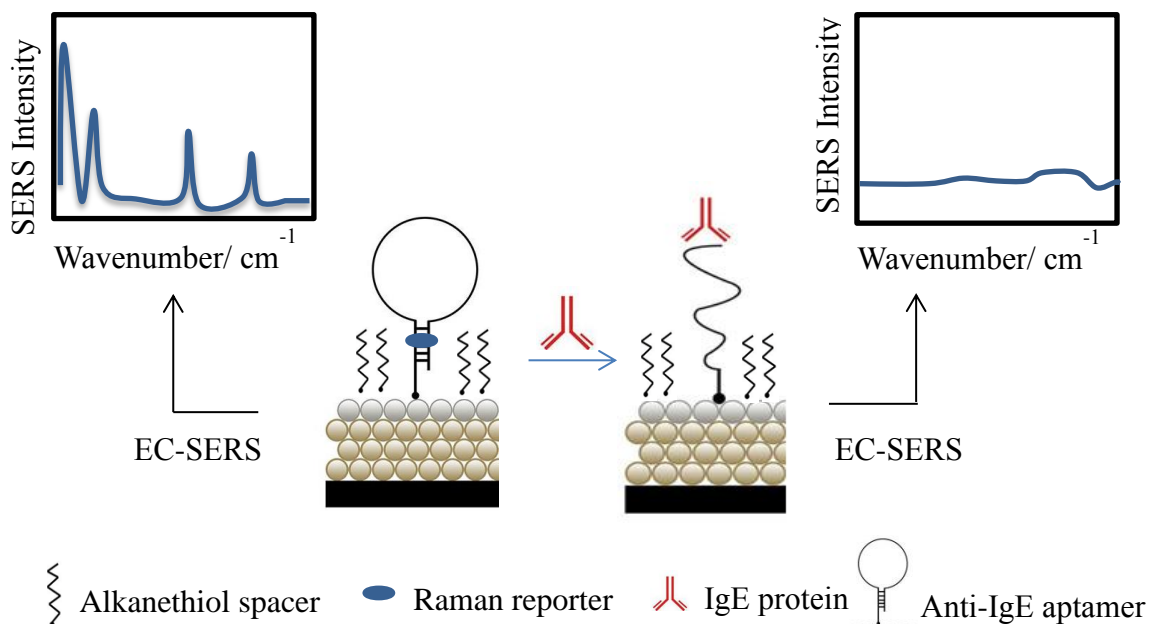 SERS Intensity
Wavenumber/ cm-1
SERS Intensity
Wavenumber/ cm-1
EC-SERS
EC-SERS
Alkanethiol spacer
Raman reporter
IgE protein
Anti-IgE aptamer